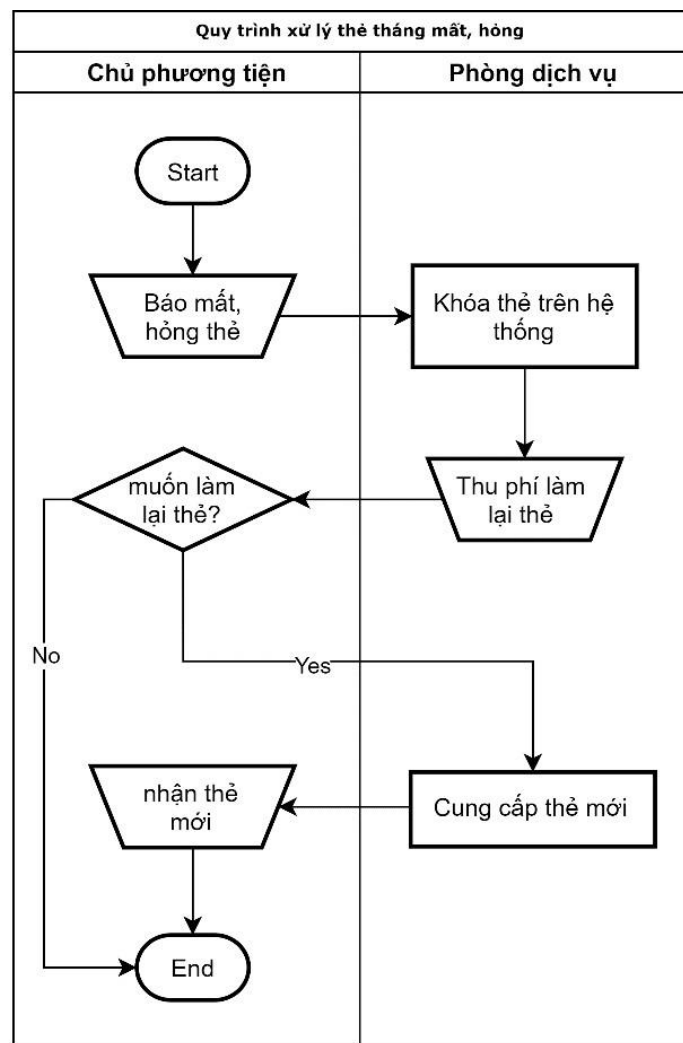 Quy trình xử lý thẻ tháng mất, hỏng
Chủ phương tiện
Phòng dịch vụ
Start
Báo mất,
hỏng thẻ
Khóa thẻ trên hệ
thống
muốn làm
lại thẻ?
Thu phí làm
lại thẻ
No
Yes
nhận thẻ
mới
Cung cấp thẻ mới
End